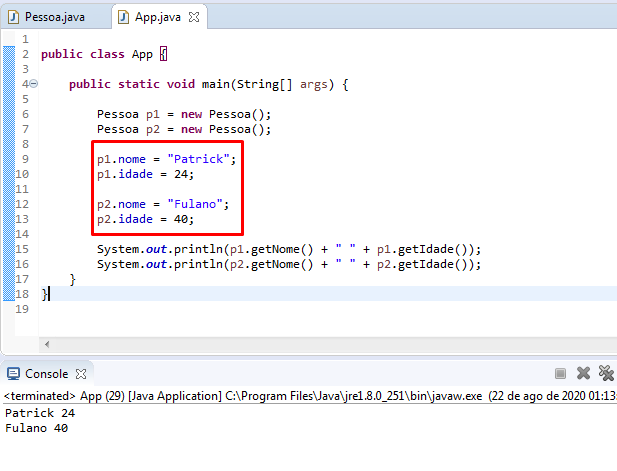 Pessoa.java App.java
1
2 public class App {
3
4 public static void main(String[] args) {
5
6 Pessoa p1 = new Pessoa();
7 Pessoa p2 = new Pessoa();
8
9 p1.nome = "Patrick";
10 p1.idade = 24;
11
12 p2.nome = "Fulano";
13 p2.idade = 40;
14
15 System.out.println(p1.getNome() + " " + p1.getIdade());
16 System.out.println(p2.getNome() + " " + p2.getIdade());
17 }
18 }
19
Console
<terminated> App (29) [Java Application] C:\Program Files\Java\jre1.8.0_251\bin\javaw.exe (22 de ago de 2020 01:13:
Patrick 24
Fulano 40